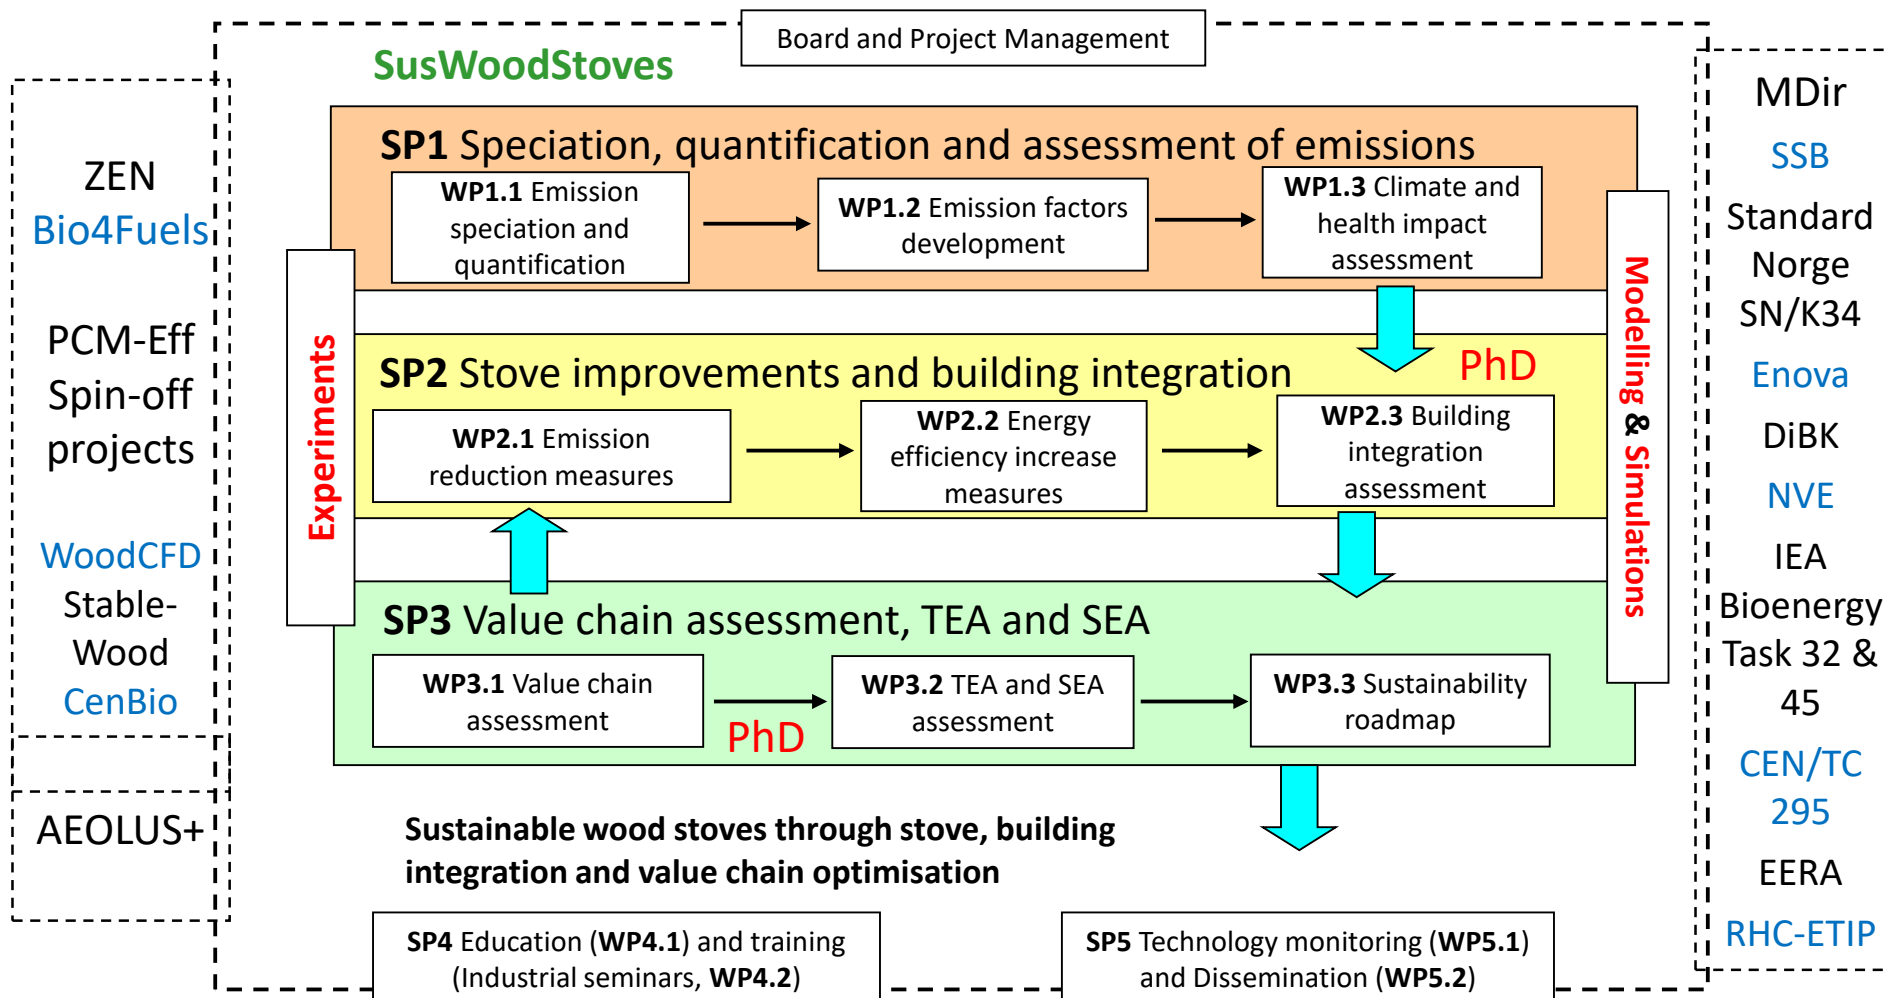 Board and Project Management
SusWoodStoves
ZEN
Bio4Fuels
PCM-Eff
Spin-off
projects
WoodCFD
Stable-
Wood
CenBio
AEOLUS+
Experiments
SP1 Speciation, quantification and assessment of emissions
WP1.1 Emission
speciation and
quantification
WP1.2 Emission factors
development
WP1.3 Climate and
health impact
assessment
SP2 Stove improvements and building integration
PhD
WP2.1 Emission
reduction measures
WP2.2 Energy
efficiency increase
measures
WP2.3 Building
integration
assessment
SP3 Value chain assessment, TEA and SEA
WP3.1 Value chain
assessment
PhD
WP3.2 TEA and SEA
assessment
WP3.3 Sustainability
roadmap
Modelling & Simulations
Sustainable wood stoves through stove, building
integration and value chain optimisation
SP4 Education (WP4.1) and training
(Industrial seminars, WP4.2)
SP5 Technology monitoring (WP5.1)
and Dissemination (WP5.2)
MDir
SSB
Standard
Norge
SN/K34
Enova
DiBK
NVE
IEA
Bioenergy
Task 32 &
45
CEN/TC
295
EERA
RHC-ETIP